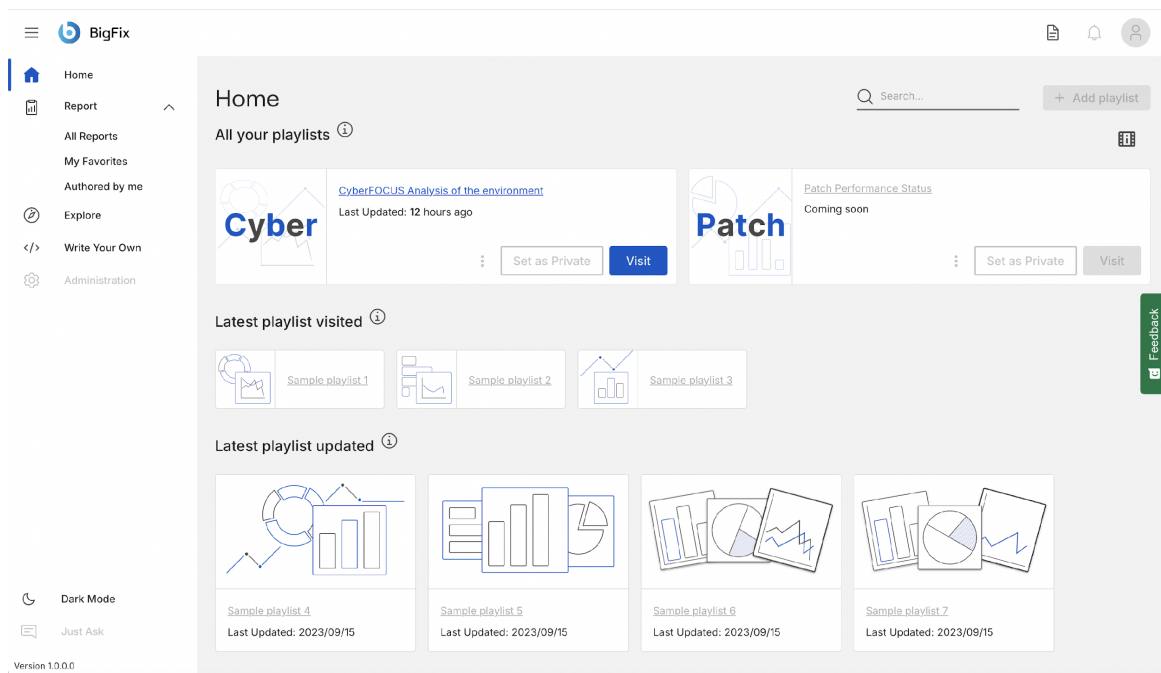 BigFix
Home
Report
All Reports
My Favorites
Authored by me
Explore
Write Your Own
Administration
Dark Mode
Just Ask
Version 1.0.0.0
Home
Search...
+ Add playlist
All your playlists
Cyber
CyberFOCUS Analysis of the environment
Last Updated: 12 hours ago
Set as Private
Visit
Patch
Patch Performance Status
Coming soon
Set as Private
Visit
Latest playlist visited
Sample playlist 1
Sample playlist 2
Sample playlist 3
Latest playlist updated
Sample playlist 4
Last Updated: 2023/09/15
Sample playlist 5
Last Updated: 2023/09/15
Sample playlist 6
Last Updated: 2023/09/15
Sample playlist 7
Last Updated: 2023/09/15
Feedback